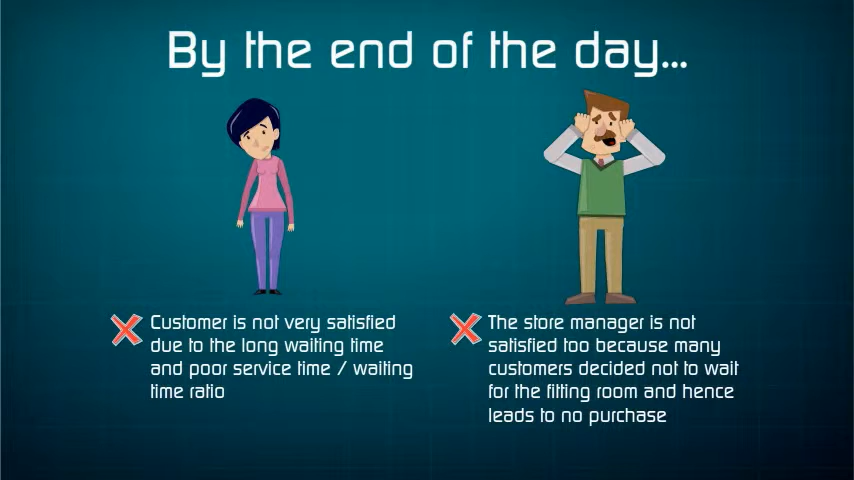 By the end of the day...
Customer is not very satisfied
due to the long waiting time
and poor service time / waiting
time ratio
The store manager is not
satisfied too because many
customers decided not to wait
for the fitting room and hence
leads to no purchase